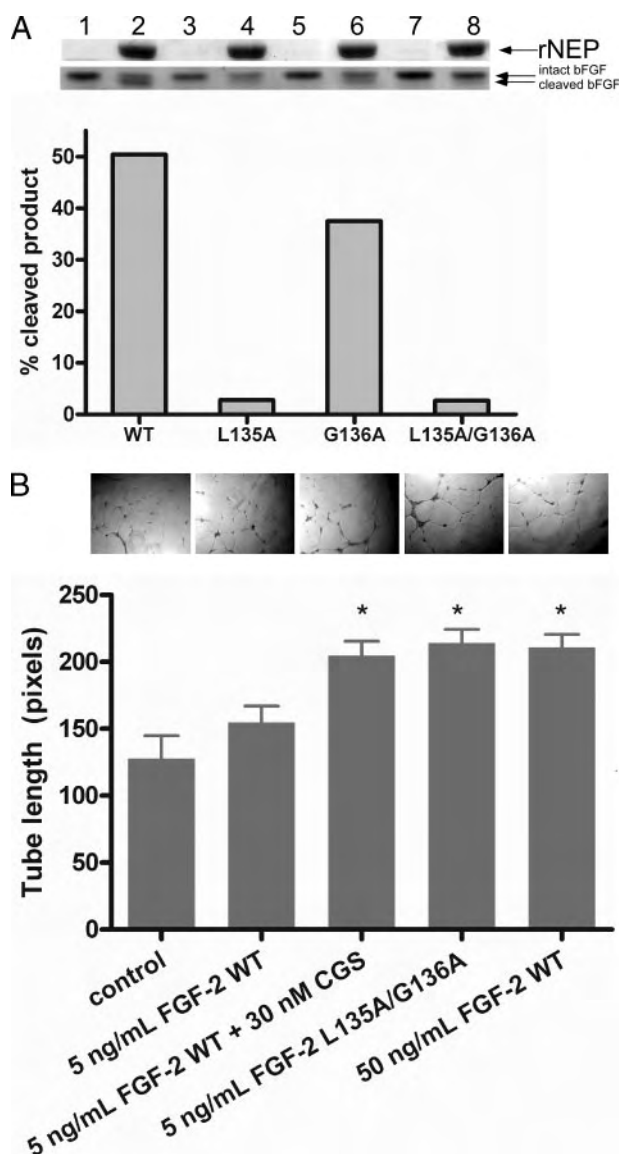 A
1 2 3 4 5 6 7 8
rNEP
intact bFGF
cleaved bFGF
% cleaved product
50
40
30
20
10
0
WT L135A G136A L135A/G136A
B
Tube length (pixels)
250
200
150
100
50
0
* * *
control
5 ng/mL FGF-2 WT
5 ng/mL FGF-2 WT + 30 nM CGS
5 ng/mL FGF-2 L135A/G136A
50 ng/mL FGF-2 WT